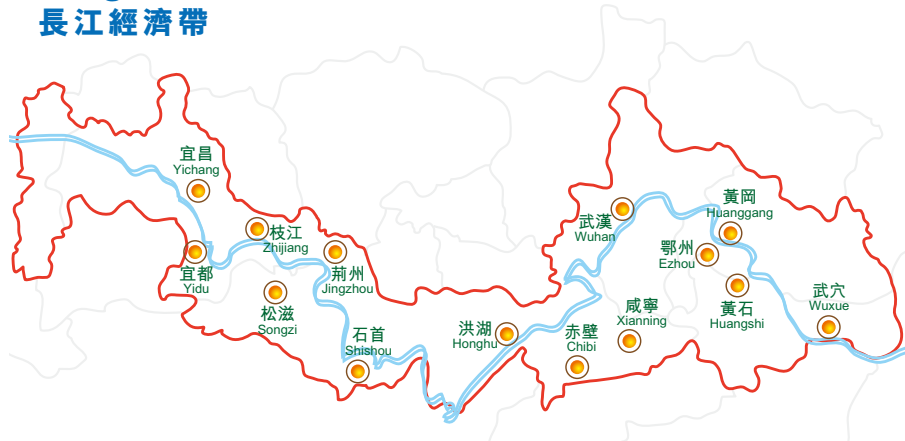 長江經濟帶
宜昌
Yichang
枝江
Zhijiang
宜都
Yidu
荊州
Jingzhou
松滋
Songzi
石首
Shishou
洪湖
Honghu
武漢
Wuhan
黃岡
Huanggang
鄂州
Ezhou
黃石
Huangshi
武穴
Wuxue
咸寧
Xianning
赤壁
Chibi